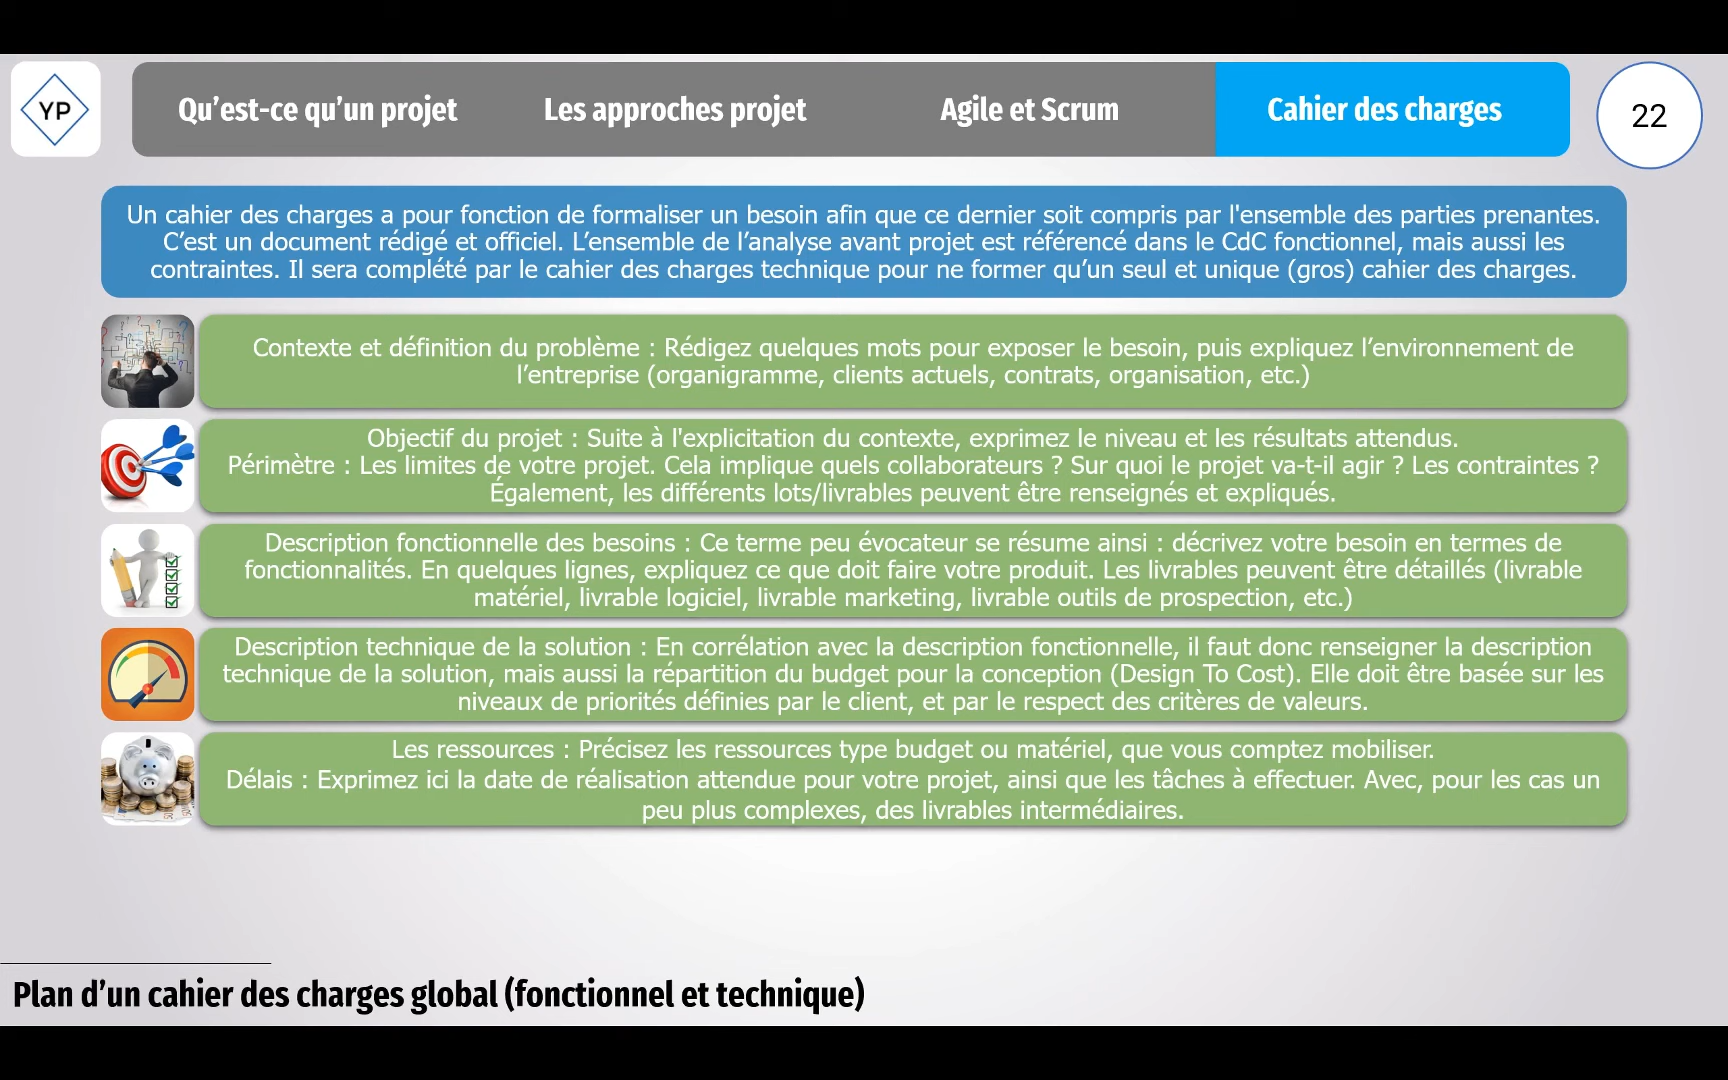 YP
Qu’est-ce qu’un projet
Les approches projet
Agile et Scrum
Cahier des charges
22
Un cahier des charges a pour fonction de formaliser un besoin afin que ce dernier soit compris par l'ensemble des parties prenantes.
C’est un document rédigé et officiel. L’ensemble de l’analyse avant projet est référencé dans le CdC fonctionnel, mais aussi les
contraintes. Il sera complété par le cahier des charges technique pour ne former qu’un seul et unique (gros) cahier des charges.
Contexte et définition du problème : Rédigez quelques mots pour exposer le besoin, puis expliquez l’environnement de
l’entreprise (organigramme, clients actuels, contrats, organisation, etc.)
Objectif du projet : Suite à l'explicitation du contexte, exprimez le niveau et les résultats attendus.
Périmètre : Les limites de votre projet. Cela implique quels collaborateurs ? Sur quoi le projet va-t-il agir ? Les contraintes ?
Également, les différents lots/livrables peuvent être renseignés et expliqués.
Description fonctionnelle des besoins : Ce terme peu évocateur se résume ainsi : décrivez votre besoin en termes de
fonctionnalités. En quelques lignes, expliquez ce que doit faire votre produit. Les livrables peuvent être détaillés (livrable
matériel, livrable logiciel, livrable marketing, livrable outils de prospection, etc.)
Description technique de la solution : En corrélation avec la description fonctionnelle, il faut donc renseigner la description
technique de la solution, mais aussi la répartition du budget pour la conception (Design To Cost). Elle doit être basée sur les
niveaux de priorités définies par le client, et par le respect des critères de valeurs.
Les ressources : Précisez les ressources type budget ou matériel, que vous comptez mobiliser.
Délais : Exprimez ici la date de réalisation attendue pour votre projet, ainsi que les tâches à effectuer. Avec, pour les cas un
peu plus complexes, des livrables intermédiaires.
Plan d’un cahier des charges global (fonctionnel et technique)